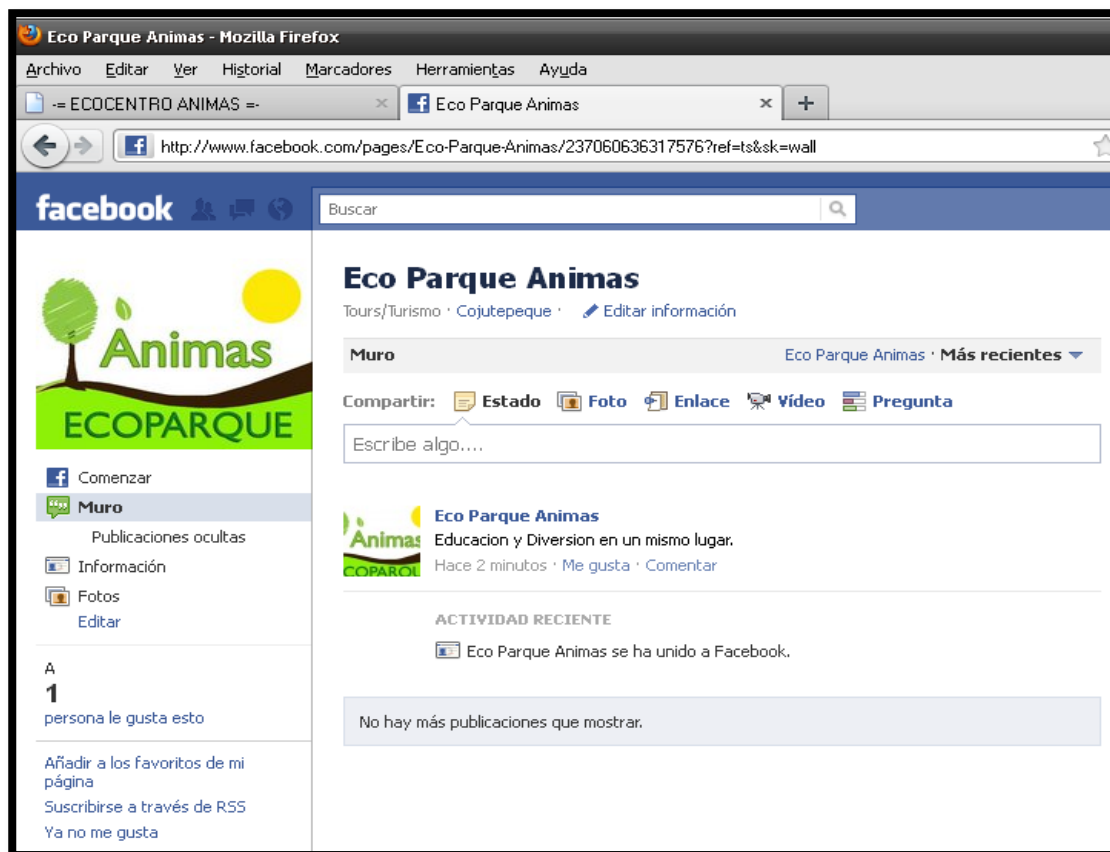 Eco Parque Animas - Mozilla Firefox
Archivo Editar Ver Historial Marcadores Herramientas Ayuda
-= ECOCENTRO ANIMAS =- × Eco Parque Animas × +
http://www.facebook.com/pages/Eco-Parque-Animas/237060636317576?ref=ts&sk=wall
facebook Buscar
Animas
ECOPARQUE
Comenzar
Muro
Publicaciones ocultas
Información
Fotos
Editar
A
1
persona le gusta esto
Añadir a los favoritos de mi
página
Suscribirse a través de RSS
Ya no me gusta
Eco Parque Animas
Tours/Turismo · Cojutepeque · Editar información
Muro Eco Parque Animas · Más recientes
Compartir: Estado Foto Enlace Vídeo Pregunta
Escribe algo....
Animas
COPARQU
Eco Parque Animas
Educacion y Diversion en un mismo lugar.
Hace 2 minutos · Me gusta · Comentar
ACTIVIDAD RECIENTE
Eco Parque Animas se ha unido a Facebook.
No hay más publicaciones que mostrar.